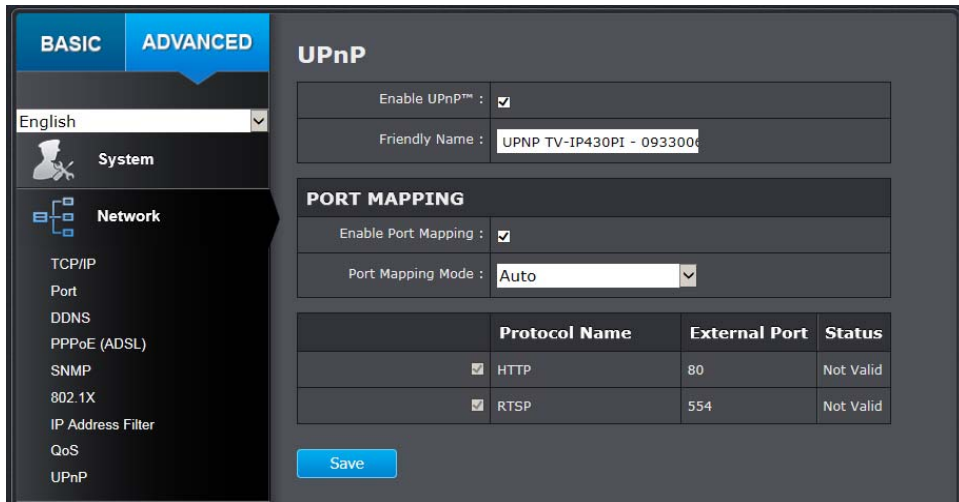 BASIC
ADVANCED
English
System
Network
TCP/IP
Port
DDNS
PPPoE (ADSL)
SNMP
802.1X
IP Address Filter
QoS
UPnP
UPnP
Enable UPnP™ :
Friendly Name : UPNP TV-IP430PI - 0933006
PORT MAPPING
Enable Port Mapping :
Port Mapping Mode : Auto
Protocol Name External Port Status
HTTP 80 Not Valid
RTSP 554 Not Valid
Save